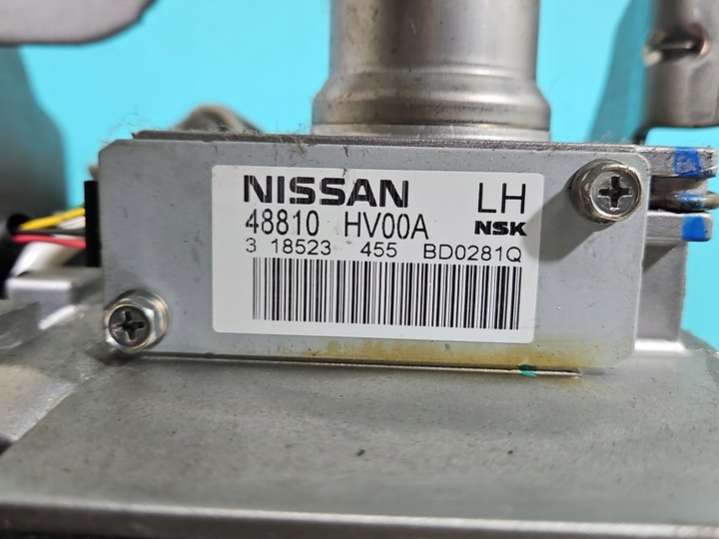 NISSAN LH
48810 HV00A NSK
3 18523 455 BD0281Q